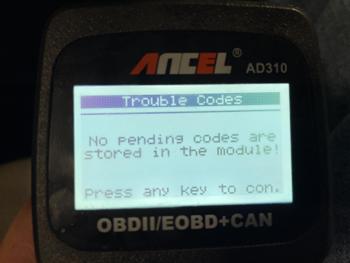 ANCEL®
AD310
Trouble Codes
No pending codes are
stored in the module!
Press any key to con.
OBDII/EOBD+CAN